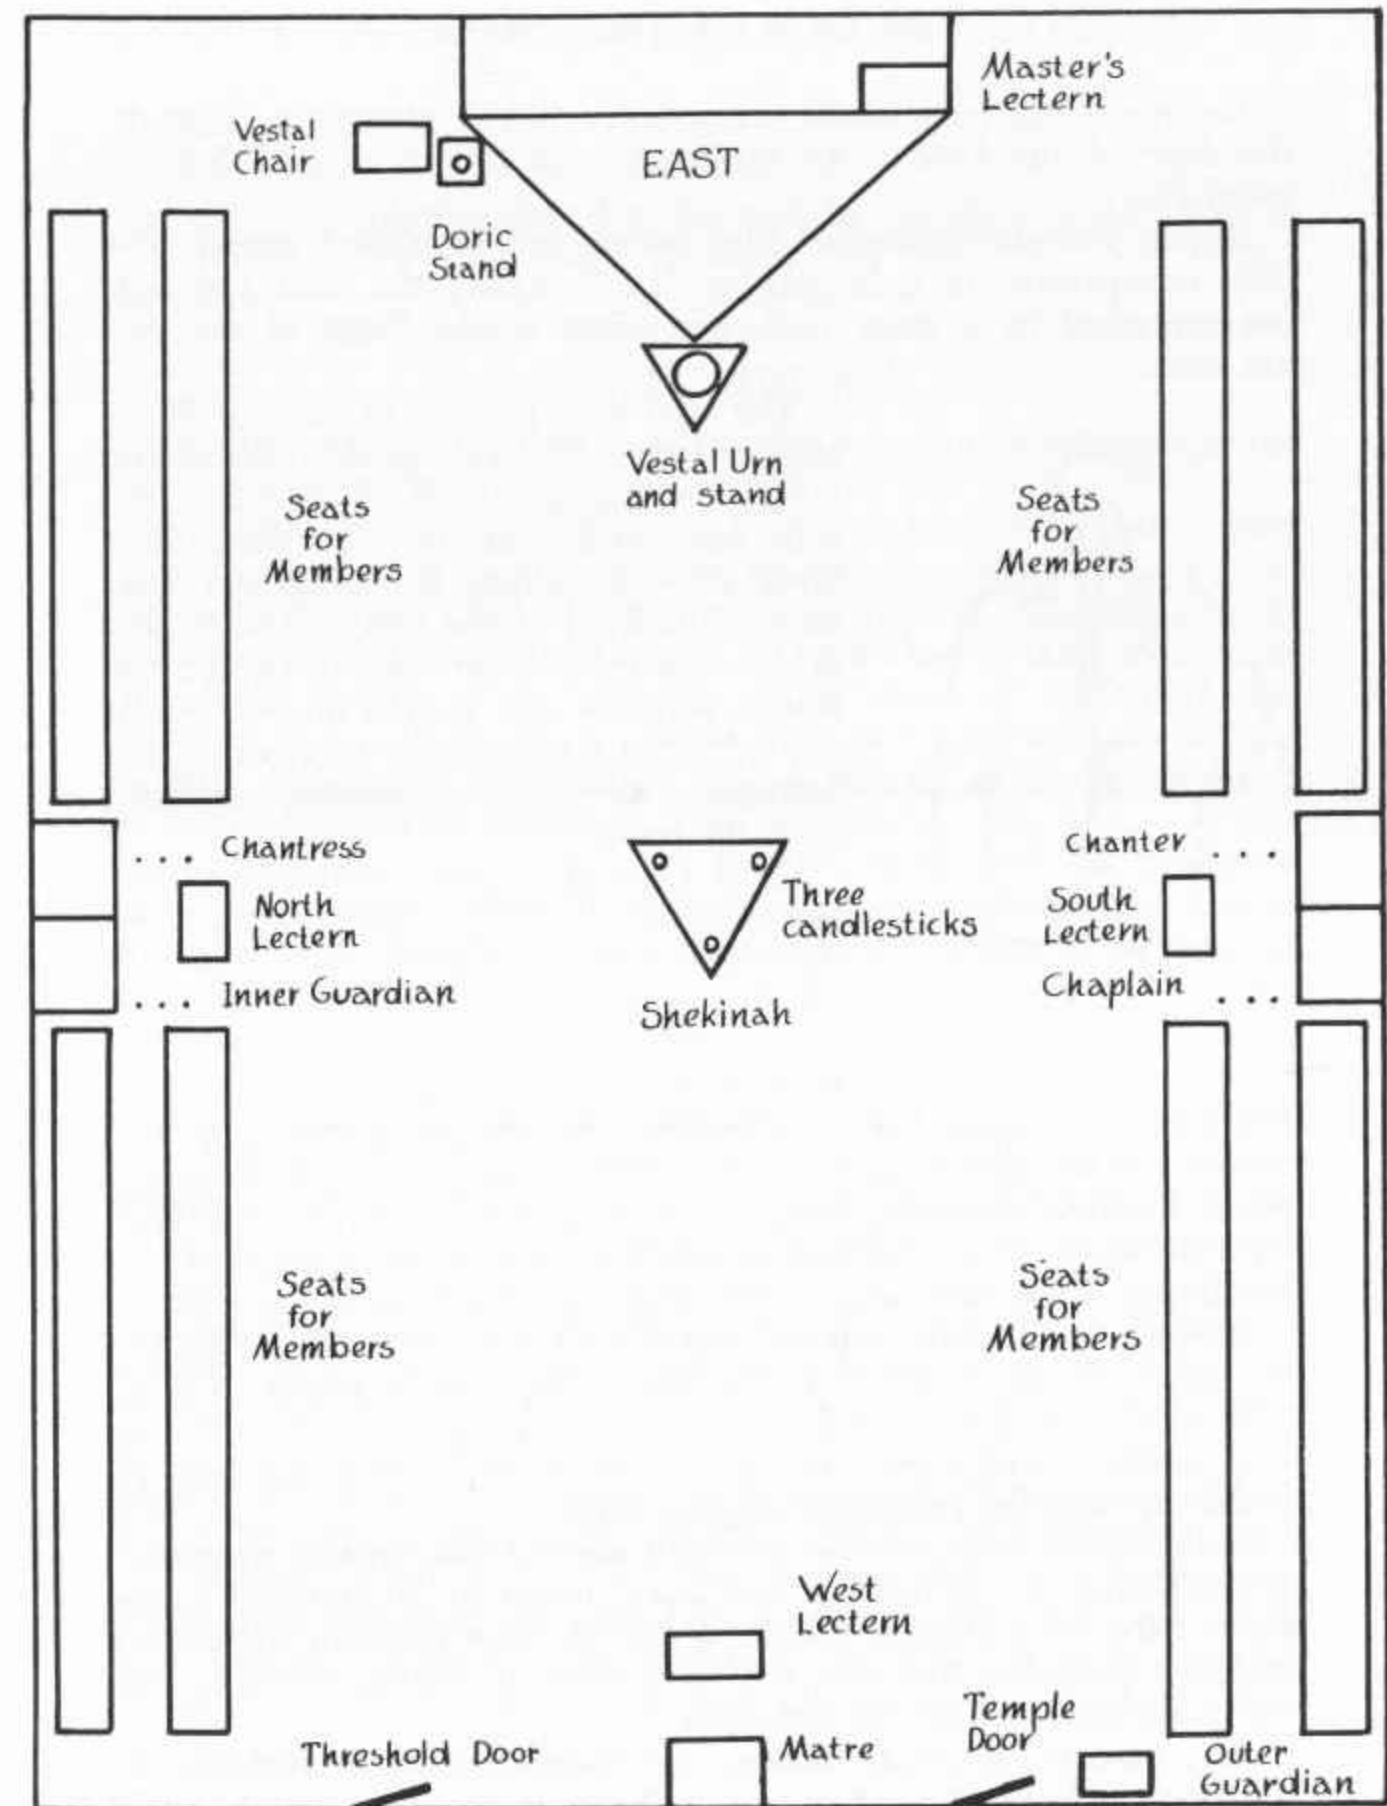 Master's
Lectern
Vestal
Chair
EAST
Doric
Stand
Vestal Urn
and stand
Seats
for
Members
Seats
for
Members
Chantress
Chanter
North
Lectern
Three
candlesticks
South
Lectern
Inner Guardian
Chaplain
Shekinah
Seats
for
Members
Seats
for
Members
West
Lectern
Temple
Door
Threshold Door
Matre
Outer
Guardian